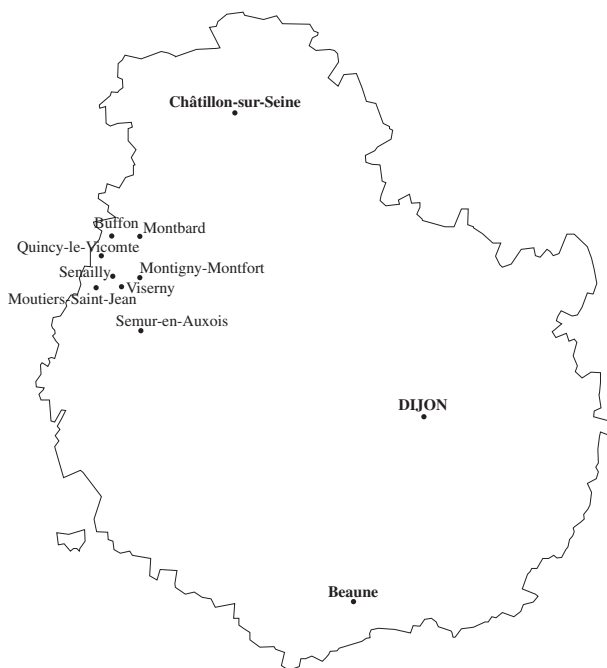 Châtillon-sur-Seine
Buffon
Montbard
Quincy-le-Vicomte
Senailly
Montigny-Montfort
Moutiers-Saint-Jean
Viserny
Semur-en-Auxois
DIJON
Beaune